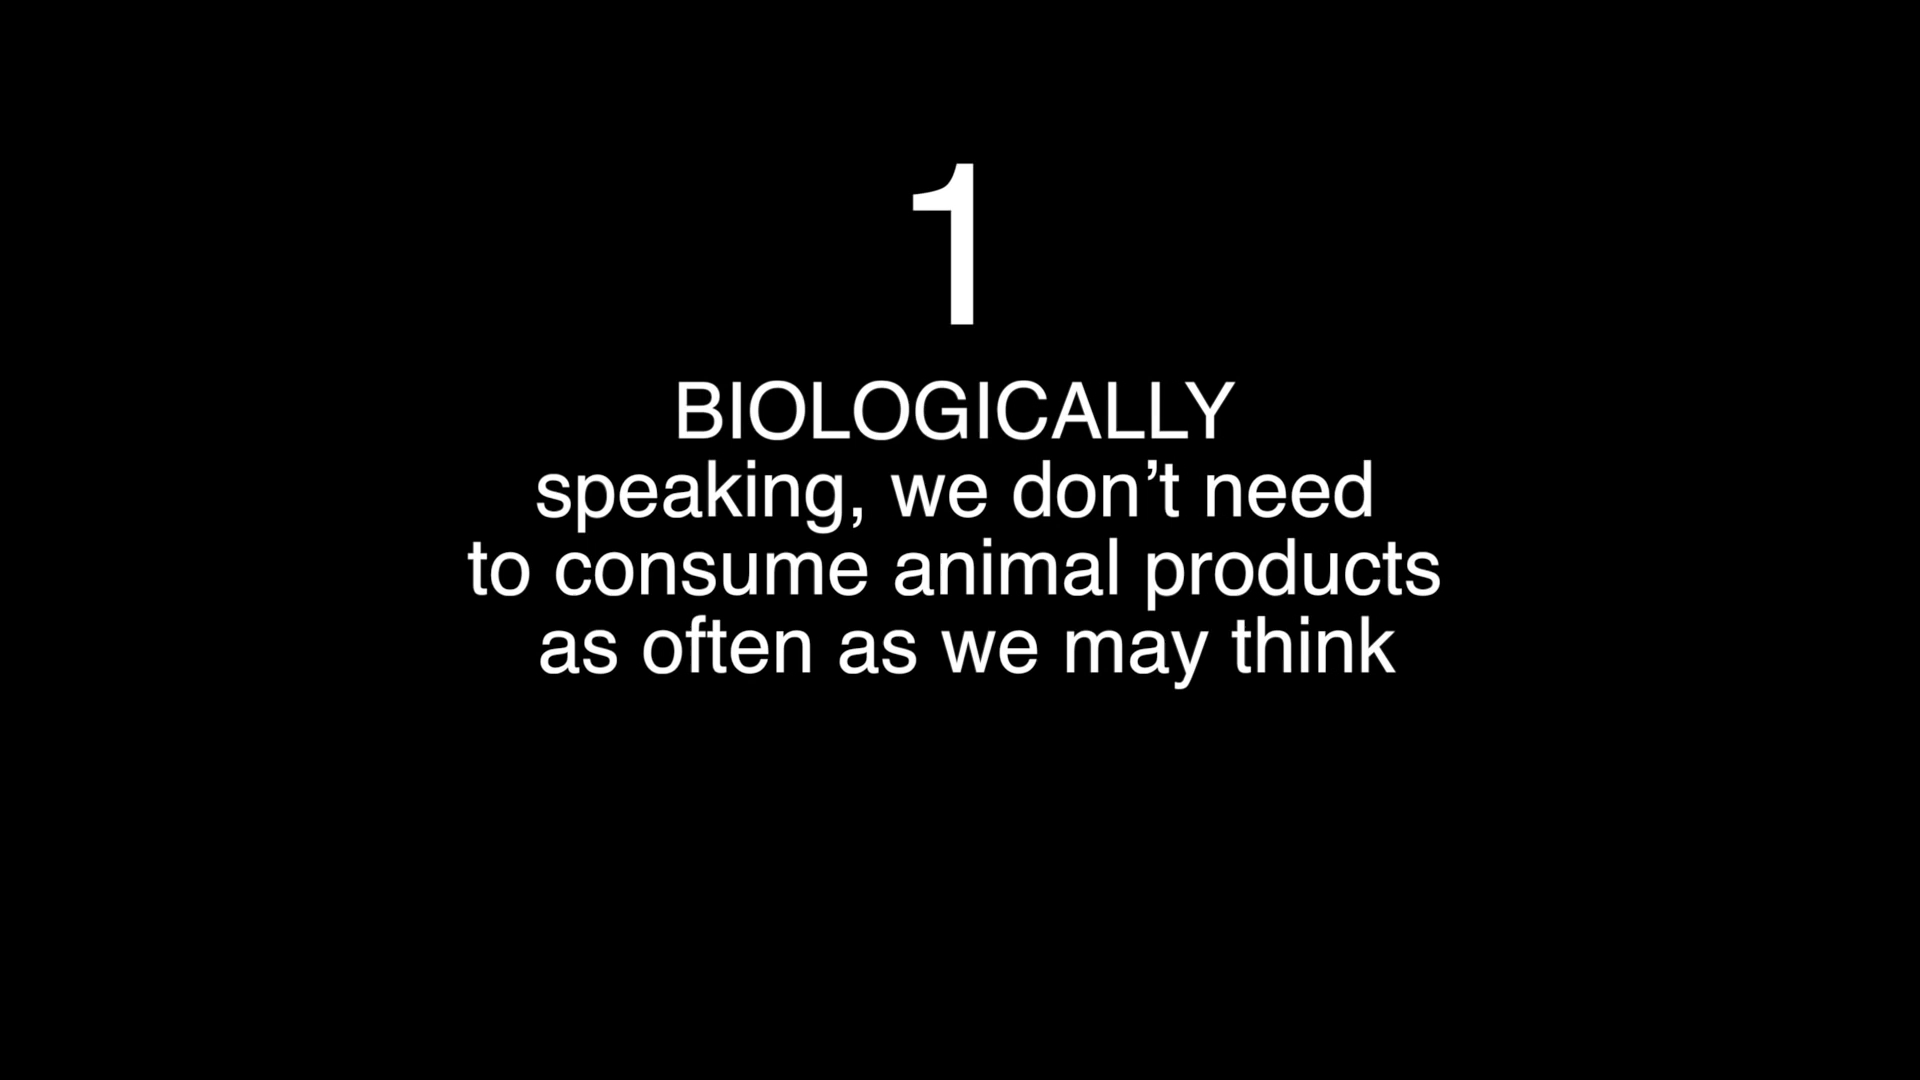 1
BIOLOGICALLY
speaking, we don’t need
to consume animal products
as often as we may think